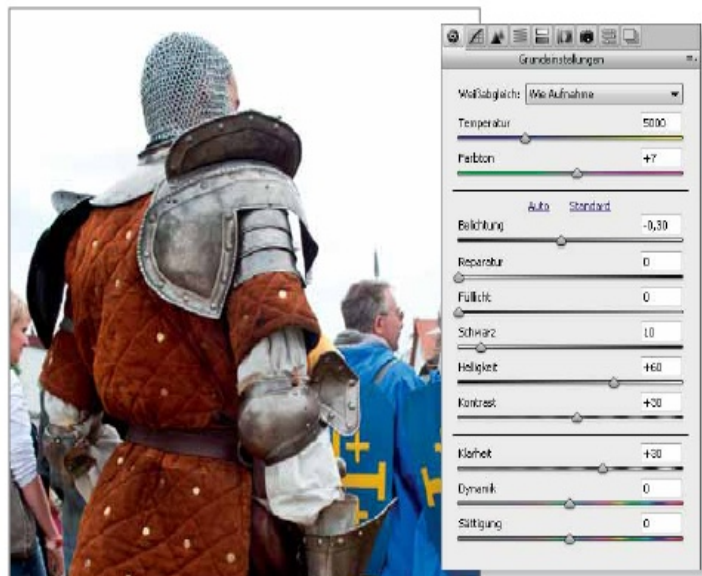 Grundeinstellungen
Weißabgleich: Wie Aufnahme
Temperatur 5000
Farbton +7
Auto Standard
Belichtung -0,30
Reparatur 0
Fülllicht 0
Schwarz 10
Helligkeit +60
Kontrast +30
Klarheit +30
Dynamik 0
Sättigung 0